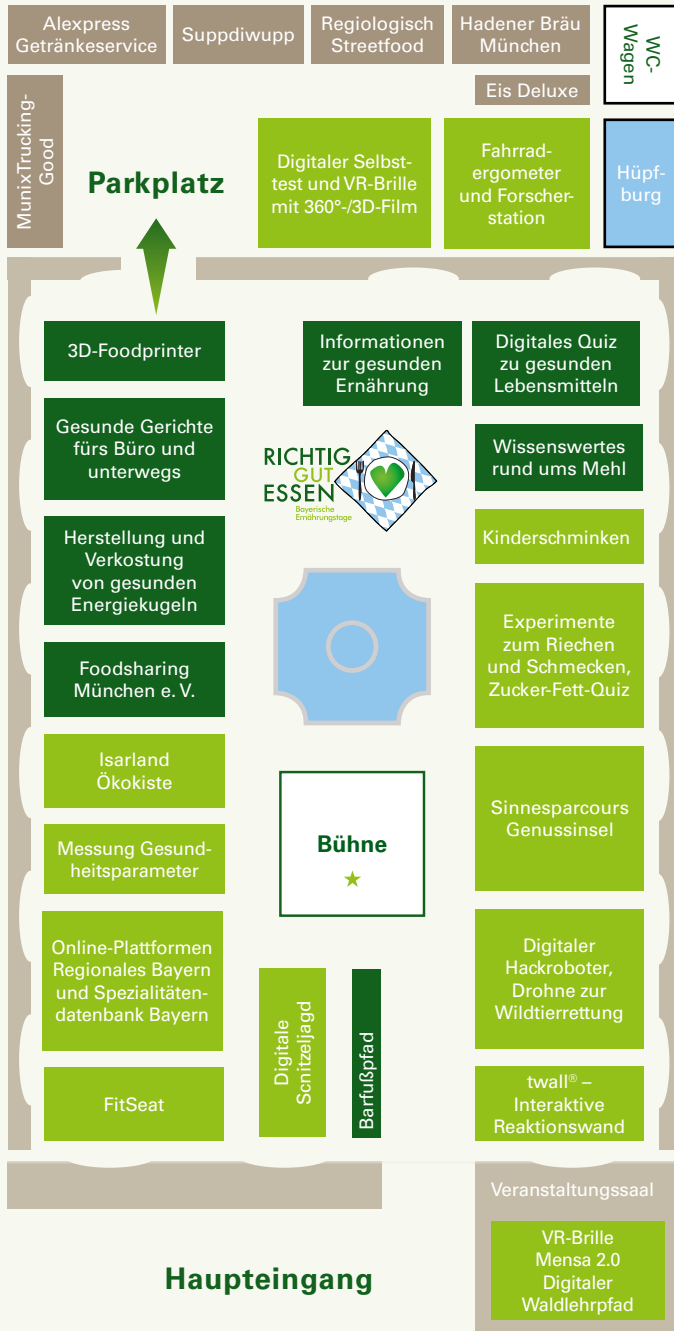 Alexpress
Getränkeservice
Suppdiwupp
Regiologisch
Streetfood
Hadener Bräu
München
WC-
Wagen
Eis Deluxe
MunixTrucking-
Good
Parkplatz
Digitaler Selbst-
test und VR-Brille
mit 360°-/3D-Film
Fahrrad-
ergometer
und Forscher-
station
Hüpf-
burg
3D-Foodprinter
Informationen
zur gesunden
Ernährung
Digitales Quiz
zu gesunden
Lebensmitteln
Gesunde Gerichte
fürs Büro und
unterwegs
RICHTIG
GUT
ESSEN
Bayerische
Ernährungstage
Wissenswertes
rund ums Mehl
Herstellung und
Verkostung
von gesunden
Energiekugeln
Kinderschminken
Experimente
zum Riechen
und Schmecken,
Zucker-Fett-Quiz
Foodsharing
München e. V.
Isarland
Ökokiste
Bühne
Sinnesparcours
Genussinsel
Messung Gesund-
heitsparameter
Online-Plattformen
Regionales Bayern
und Spezialitäten-
datenbank Bayern
Digitale
Scnitzeljagd
Barfußpfad
Digitaler
Hackroboter,
Drohne zur
Wildtierrettung
FitSeat
twall® –
Interaktive
Reaktionswand
Veranstaltungssaal
VR-Brille
Mensa 2.0
Digitaler
Waldlehrpfad
Haupteingang